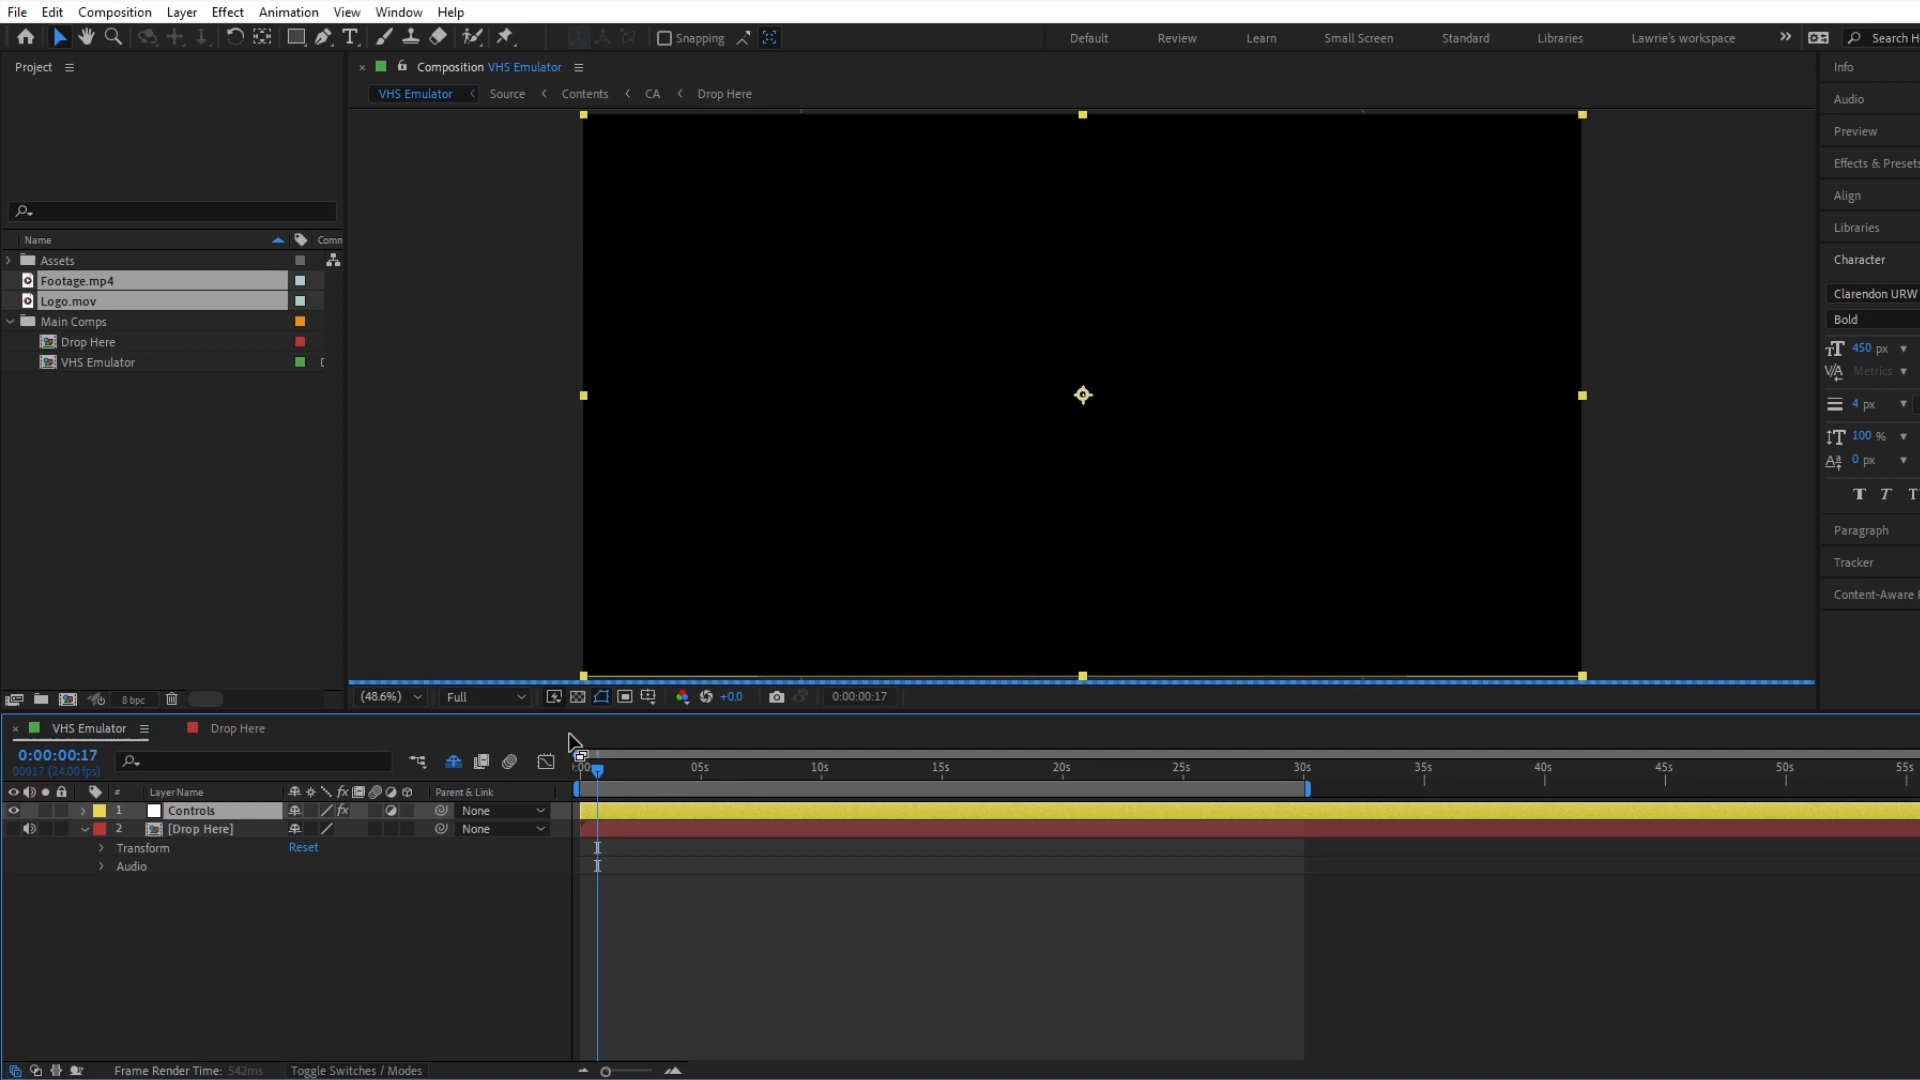 File Edit Composition Layer Effect Animation View Window Help
Snapping Default Review Learn Small Screen Standard Libraries Lawrie's workspace Search H
Project
Composition VHS Emulator
VHS Emulator Source Contents CA Drop Here
Name Comm
Assets
Footage.mp4
Logo.mov
Main Comps
Drop Here
VHS Emulator
Info
Audio
Preview
Effects & Presets
Align
Libraries
Character
Clarendon URW
Bold
450 px
Metrics
4 px
100 %
0 px
Paragraph
Tracker
Content-Aware F
8 bpc
(48.6%) Full +0.0 0:00:00:17
VHS Emulator Drop Here
0:00:00:17
00017 (24.00 fps)
:00 05s 10s 15s 20s 25s 30s 35s 40s 45s 50s 55s
# Layer Name Parent & Link
1 Controls None
2 [Drop Here] None
Transform Reset
Audio
Frame Render Time: 542ms Toggle Switches / Modes